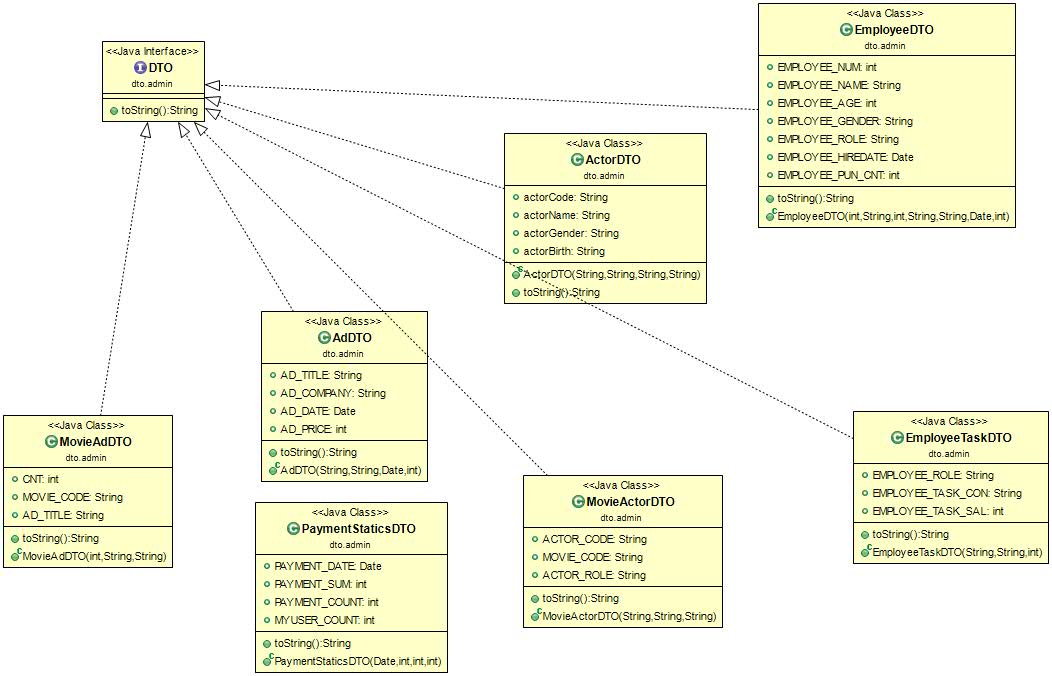 <<Java Interface>>
DTO
dto.admin
toString():String
<<Java Class>>
EmployeeDTO
dto.admin
EMPLOYEE_NUM: int
EMPLOYEE_NAME: String
EMPLOYEE_AGE: int
EMPLOYEE_GENDER: String
EMPLOYEE_ROLE: String
EMPLOYEE_HIREDATE: Date
EMPLOYEE_PUN_CNT: int
toString():String
EmployeeDTO(int,String,int,String,String,Date,int)
<<Java Class>>
ActorDTO
dto.admin
actorCode: String
actorName: String
actorGender: String
actorBirth: String
ActorDTO(String,String,String,String)
toString():String
<<Java Class>>
AdDTO
dto.admin
AD_TITLE: String
AD_COMPANY: String
AD_DATE: Date
AD_PRICE: int
toString():String
AdDTO(String,String,Date,int)
<<Java Class>>
MovieAdDTO
dto.admin
CNT: int
MOVIE_CODE: String
AD_TITLE: String
toString():String
MovieAdDTO(int,String,String)
<<Java Class>>
EmployeeTaskDTO
dto.admin
EMPLOYEE_ROLE: String
EMPLOYEE_TASK_CON: String
EMPLOYEE_TASK_SAL: int
toString():String
EmployeeTaskDTO(String,String,int)
<<Java Class>>
MovieActorDTO
dto.admin
ACTOR_CODE: String
MOVIE_CODE: String
ACTOR_ROLE: String
toString():String
MovieActorDTO(String,String,String)
<<Java Class>>
PaymentStaticsDTO
dto.admin
PAYMENT_DATE: Date
PAYMENT_SUM: int
PAYMENT_COUNT: int
MYUSER_COUNT: int
toString():String
PaymentStaticsDTO(Date,int,int,int)